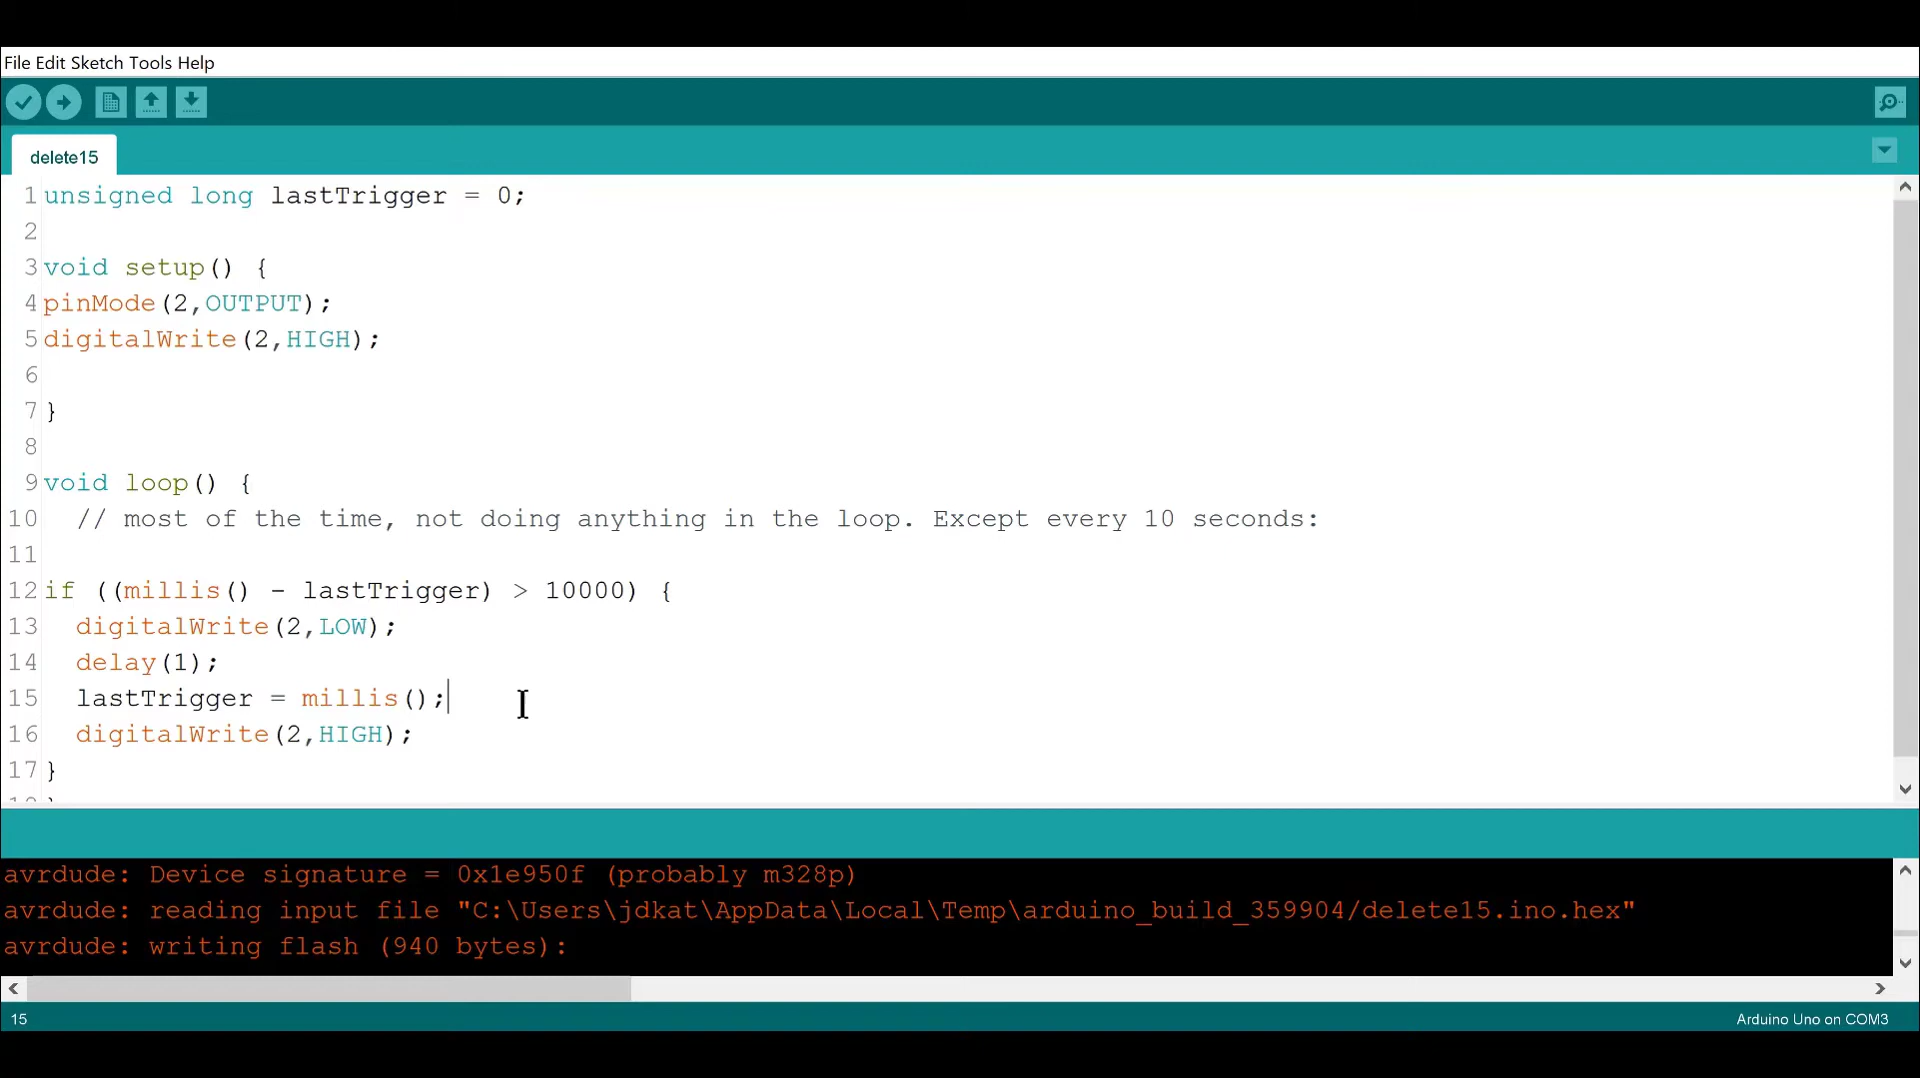 File Edit Sketch Tools Help
delete15
1 unsigned long lastTrigger = 0;
2
3 void setup() {
4 pinMode(2,OUTPUT);
5 digitalWrite(2,HIGH);
6
7 }
8
9 void loop() {
10 // most of the time, not doing anything in the loop. Except every 10 seconds:
11
12 if ((millis() - lastTrigger) > 10000) {
13 digitalWrite(2,LOW);
14 delay(1);
15 lastTrigger = millis();
16 digitalWrite(2,HIGH);
17 }
avrdude: Device signature = 0x1e950f (probably m328p)
avrdude: reading input file "C:\Users\jdkat\AppData\Local\Temp\arduino_build_359904/delete15.ino.hex"
avrdude: writing flash (940 bytes):
15
Arduino Uno on COM3